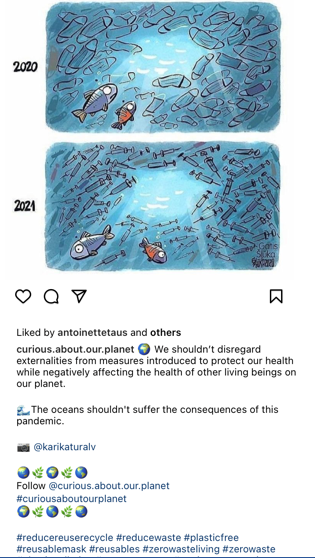 2020
2021
Liked by antoinettetaus and others
curious.about.our.planet 🌍 We shouldn't disregard
externalities from measures introduced to protect our health
while negatively affecting the health of other living beings on
our planet.
🌊The oceans shouldn't suffer the consequences of this
pandemic.
📷 @karikaturalv
🌍🌿🌍🌿🌍
Follow @curious.about.our.planet
#curiousaboutourplanet
🌍🌿🌍🌿🌍
#reducereuserecycle #reducewaste #plasticfree
#reusablemask #reusables #zerowasteliving #zerowaste